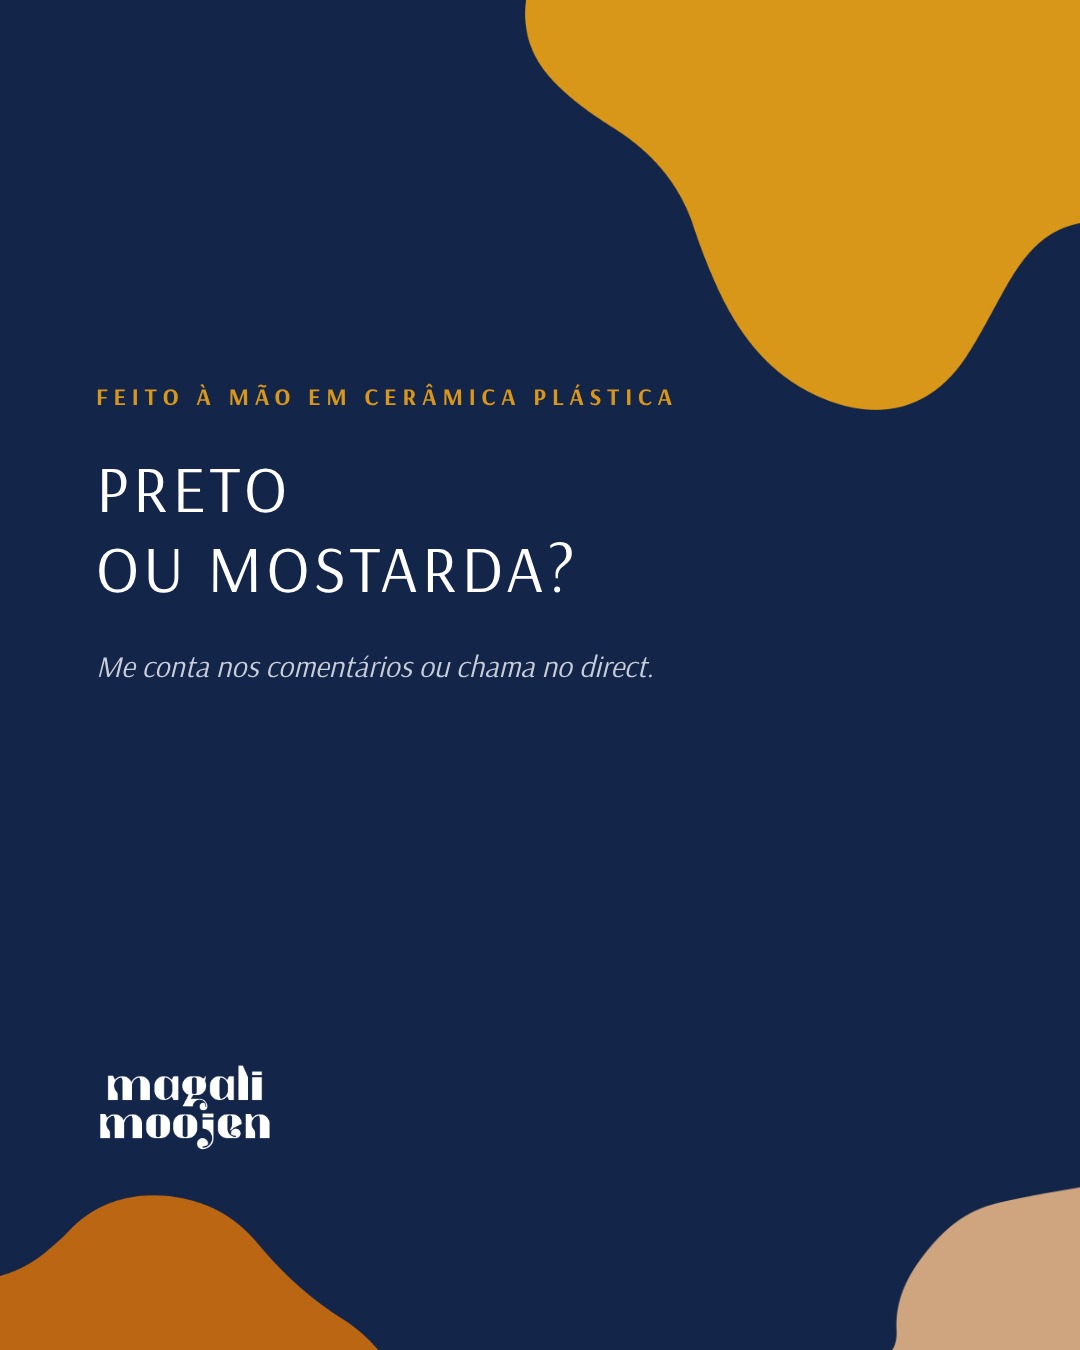 FEITO À MÃO EM CERÂMICA PLÁSTICA
PRETO
OU MOSTARDA?
Me conta nos comentários ou chama no direct.
magali
moojen